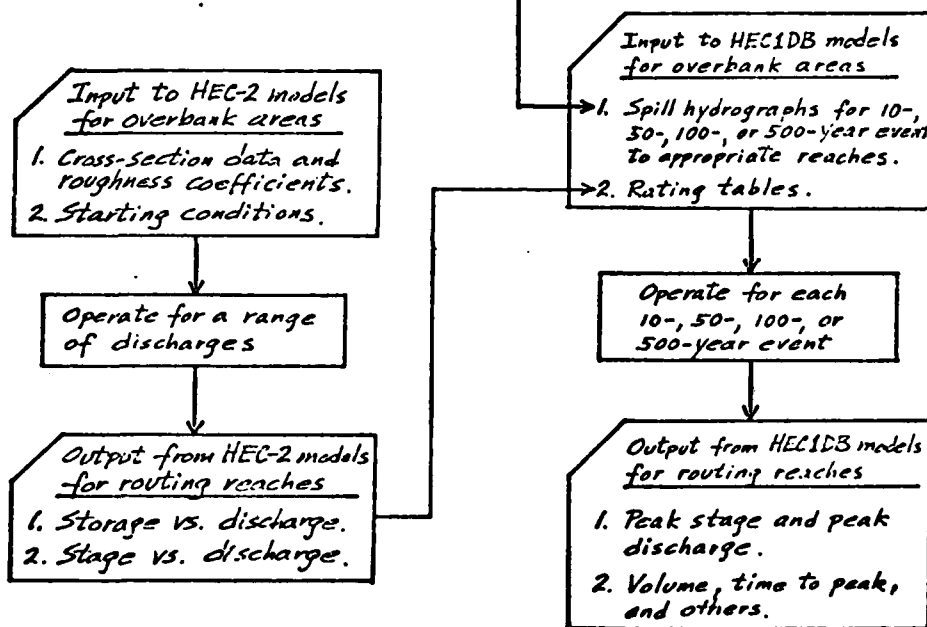 Input to HEC-2 models
for overbank areas
1. Cross-section data and
roughness coefficients.
2. Starting conditions.
Operate for a range
of discharges
Output from HEC-2 models
for routing reaches
1. Storage vs. discharge.
2. Stage vs. discharge.
Input to HEC1DB models
for overbank areas
1. Spill hydrographs for 10-,
50-, 100-, or 500-year event
to appropriate reaches.
2. Rating tables.
Operate for each
10-, 50-, 100-, or
500-year event
Output from HEC1DB models
for routing reaches
1. Peak stage and peak
discharge.
2. Volume, time to peak,
and others.